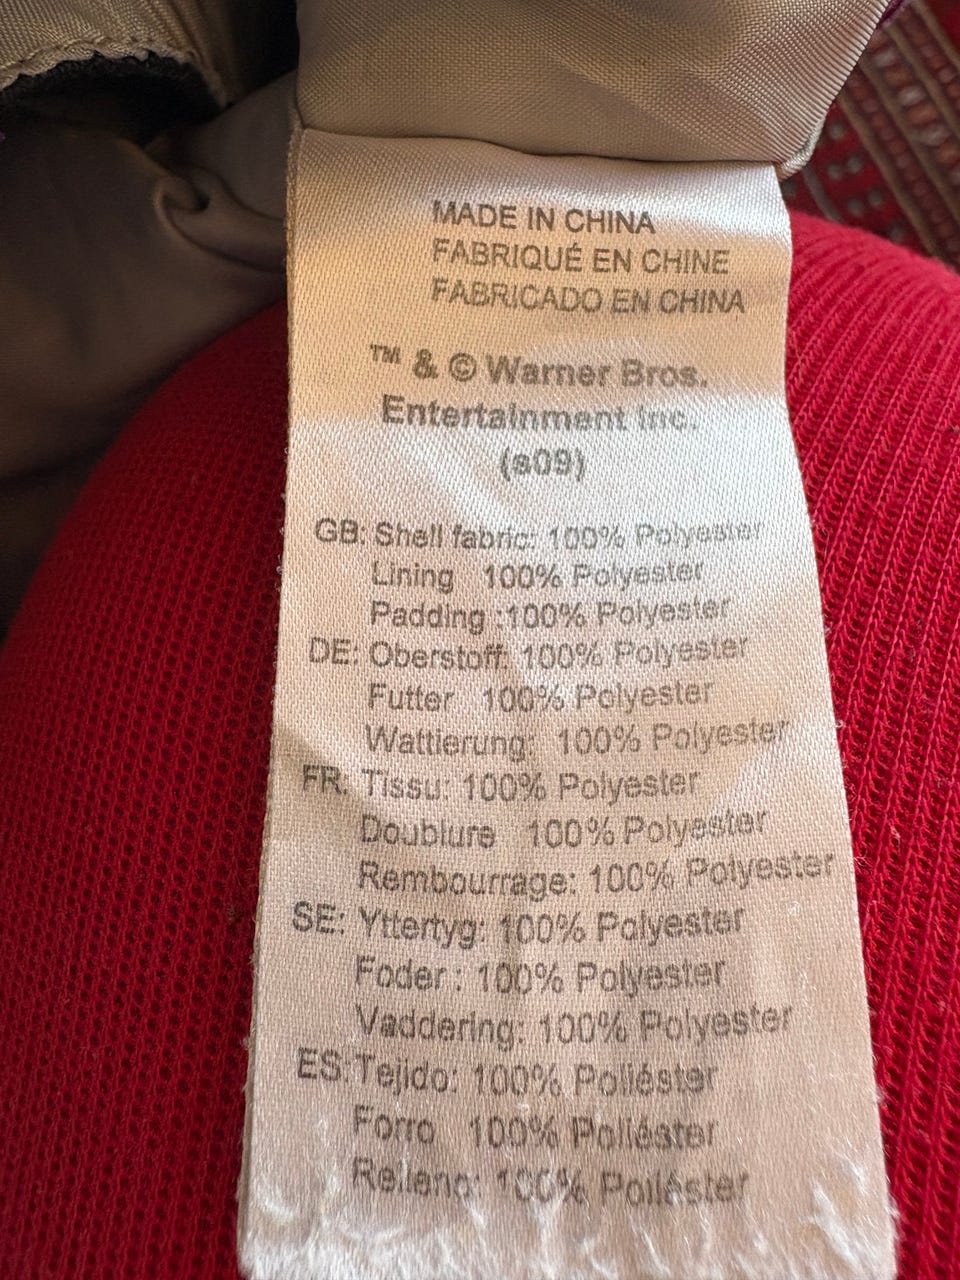 MADE IN CHINA
FABRIQUÉ EN CHINE
FABRICADO EN CHINA
™ & © Warner Bros.
Entertainment Inc.
(s09)
GB: Shell fabric: 100% Polyester
Lining 100% Polyester
Padding :100% Polyester
DE: Oberstoff: 100% Polyester
Futter 100% Polyester
Wattierung: 100% Polyester
FR: Tissu: 100% Polyester
Doublure 100% Polyester
Rembourrage: 100% Polyester
SE: Yttertyg: 100% Polyester
Foder : 100% Polyester
Vaddering: 100% Polyester
ES: Tejido: 100% Poliéster
Forro 100% Poliéster
Relleno: 100% Poliéster